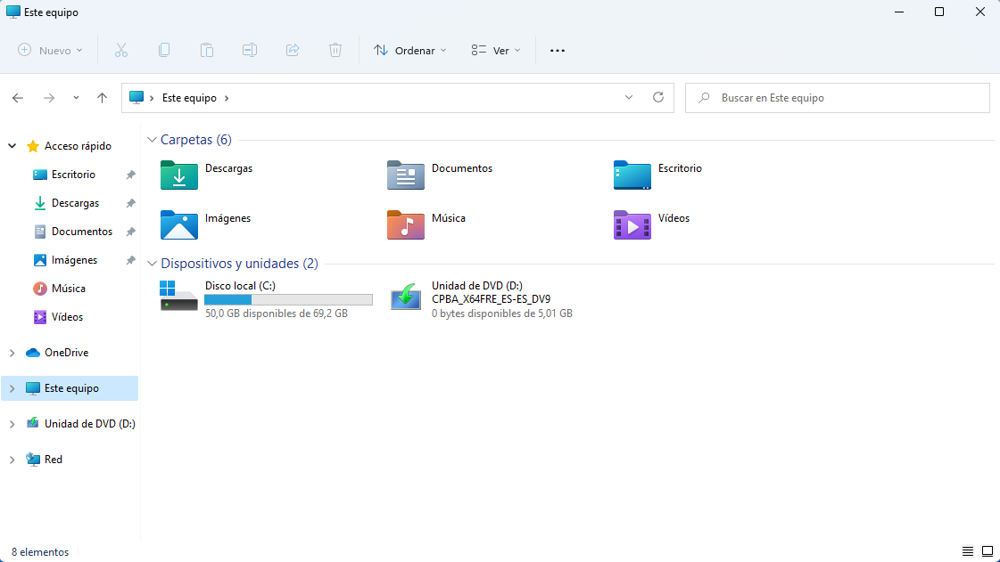 Este equipo
Nuevo
Ordenar
Ver
Este equipo
Buscar en Este equipo
Acceso rápido
Escritorio
Descargas
Documentos
Imágenes
Música
Vídeos
OneDrive
Este equipo
Unidad de DVD (D:)
Red
Carpetas (6)
Descargas
Documentos
Escritorio
Imágenes
Música
Vídeos
Dispositivos y unidades (2)
Disco local (C:)
50,0 GB disponibles de 69,2 GB
Unidad de DVD (D:)
CPBA_X64FRE_ES-ES_DV9
0 bytes disponibles de 5,01 GB
8 elementos